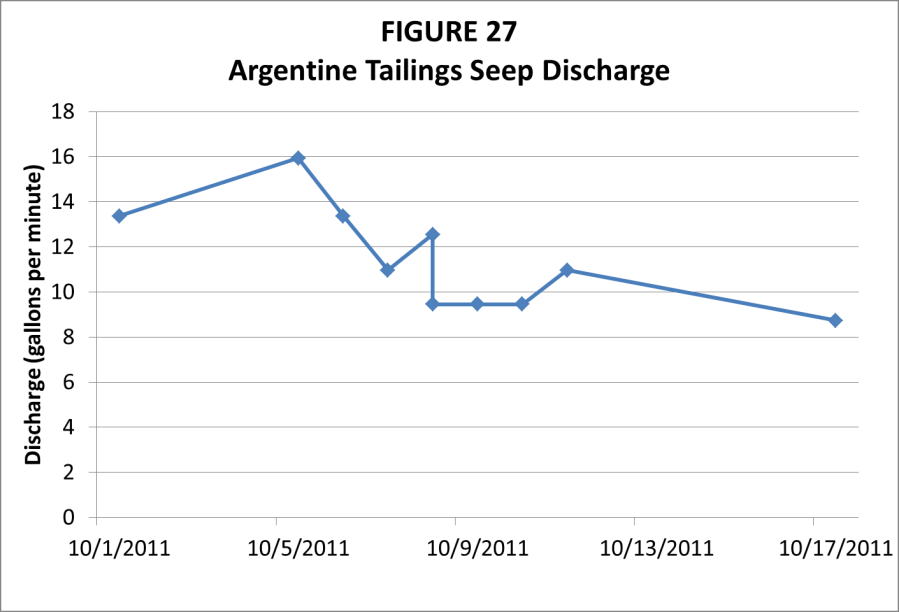 FIGURE 27
Argentine Tailings Seep Discharge
Discharge (gallons per minute)
18
16
14
12
10
8
6
4
2
0
10/1/2011 10/5/2011 10/9/2011 10/13/2011 10/17/2011